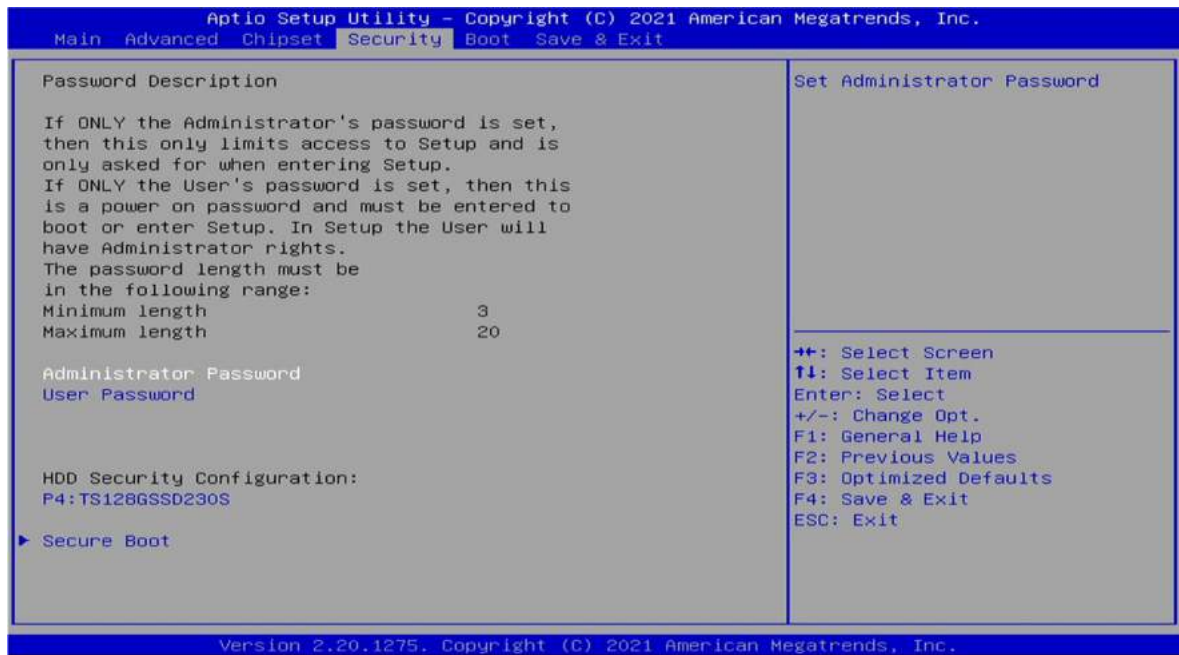 Aptio Setup Utility – Copyright (C) 2021 American Megatrends, Inc.
Main Advanced Chipset Security Boot Save & Exit
Password Description
If ONLY the Administrator's password is set,
then this only limits access to Setup and is
only asked for when entering Setup.
If ONLY the User's password is set, then this
is a power on password and must be entered to
boot or enter Setup. In Setup the User will
have Administrator rights.
The password length must be
in the following range:
Minimum length 3
Maximum length 20
Administrator Password
User Password
HDD Security Configuration:
P4:TS128GSSD230S
▶ Secure Boot
Set Administrator Password
→←: Select Screen
↑↓: Select Item
Enter: Select
+/-: Change Opt.
F1: General Help
F2: Previous Values
F3: Optimized Defaults
F4: Save & Exit
ESC: Exit
Version 2.20.1275. Copyright (C) 2021 American Megatrends, Inc.